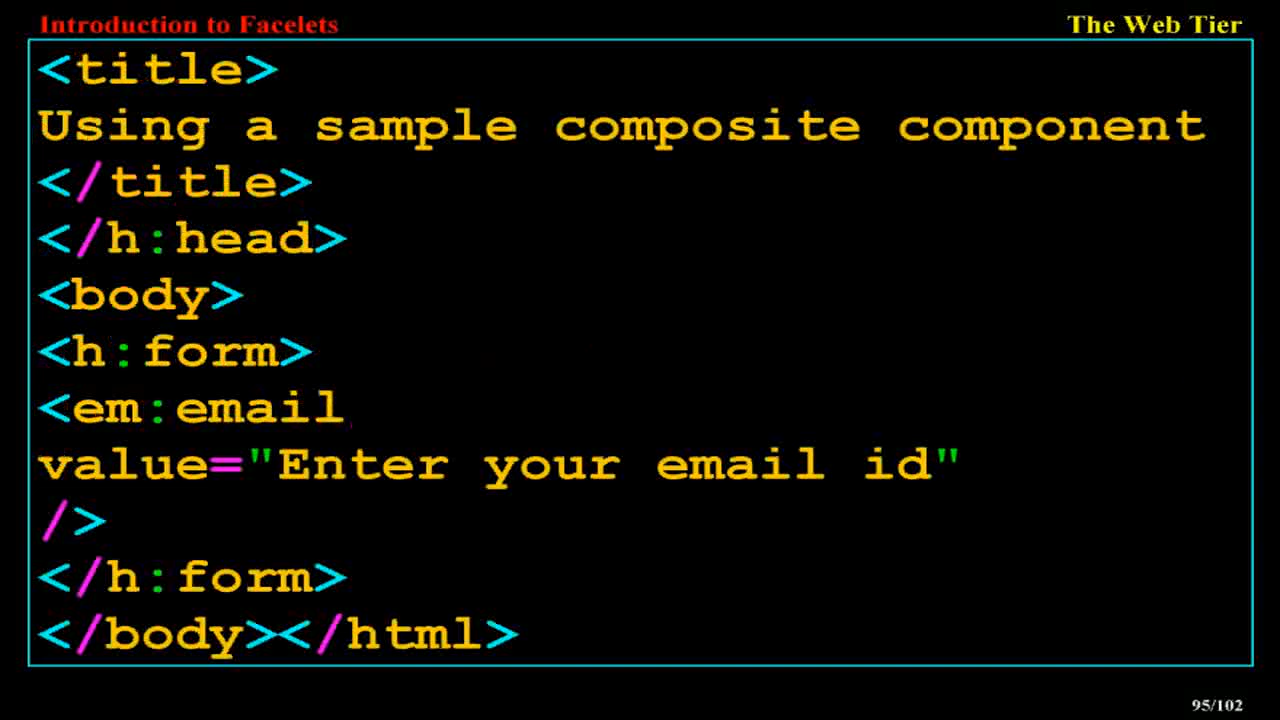 Introduction to Facelets
The Web Tier
<title>
Using a sample composite component
</title>
</h:head>
<body>
<h:form>
<em:email
value="Enter your email id"
/>
</h:form>
</body></html>
95/102